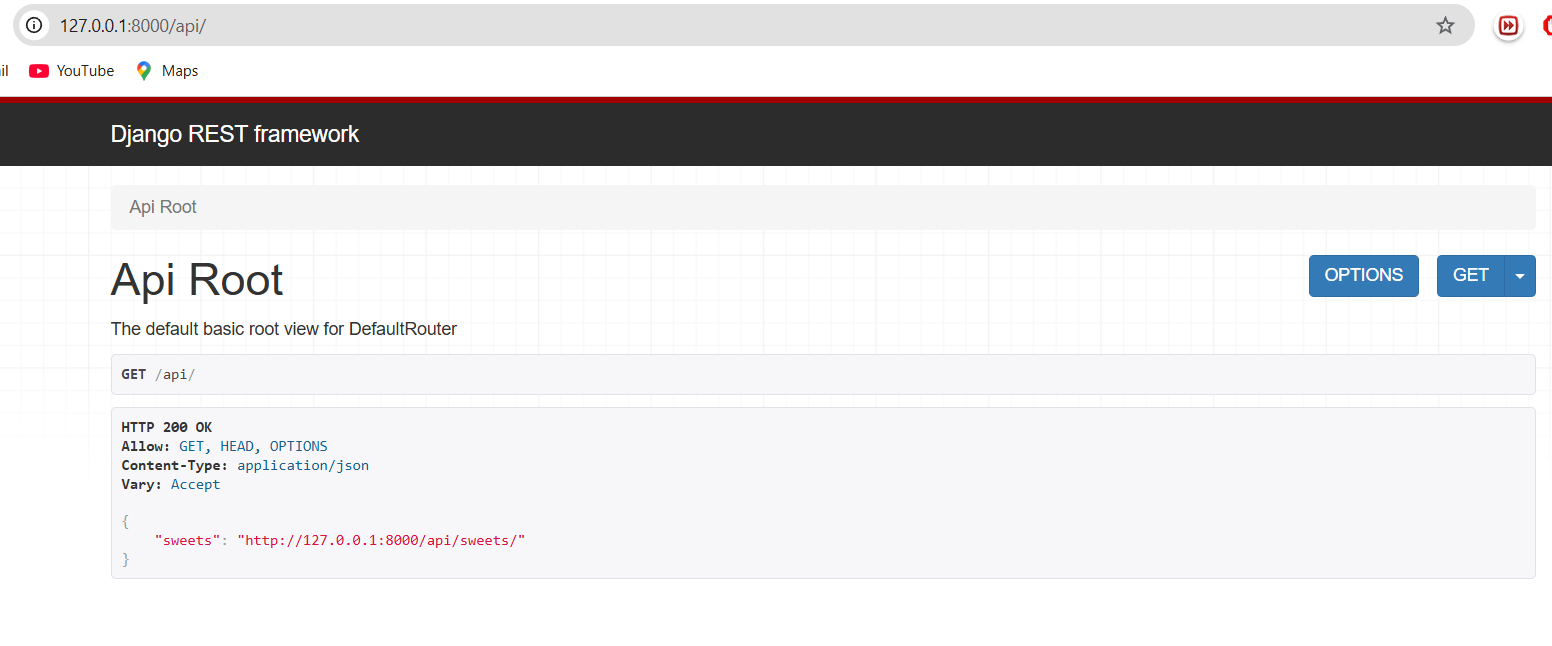 127.0.0.1:8000/api/
il YouTube Maps
Django REST framework
Api Root
Api Root
OPTIONS GET
The default basic root view for DefaultRouter
GET /api/
HTTP 200 OK
Allow: GET, HEAD, OPTIONS
Content-Type: application/json
Vary: Accept
{
    "sweets": "http://127.0.0.1:8000/api/sweets/"
}